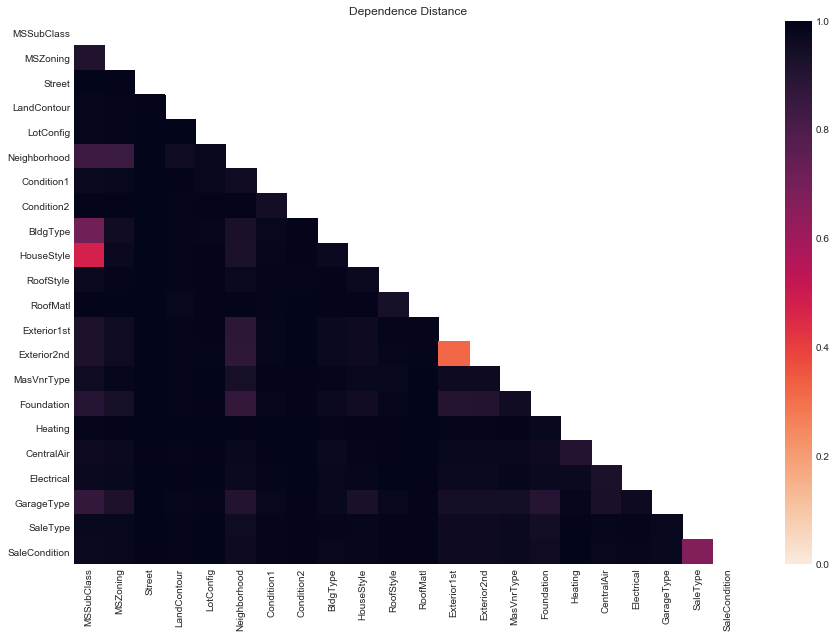 Dependence Distance
MSSubClass
MSZoning
Street
LandContour
LotConfig
Neighborhood
Condition1
Condition2
BldgType
HouseStyle
RoofStyle
RoofMatl
Exterior1st
Exterior2nd
MasVnrType
Foundation
Heating
CentralAir
Electrical
GarageType
SaleType
SaleCondition
MSSubClass
MSZoning
Street
LandContour
LotConfig
Neighborhood
Condition1
Condition2
BldgType
HouseStyle
RoofStyle
RoofMatl
Exterior1st
Exterior2nd
MasVnrType
Foundation
Heating
CentralAir
Electrical
GarageType
SaleType
SaleCondition
1.0
0.8
0.6
0.4
0.2
0.0